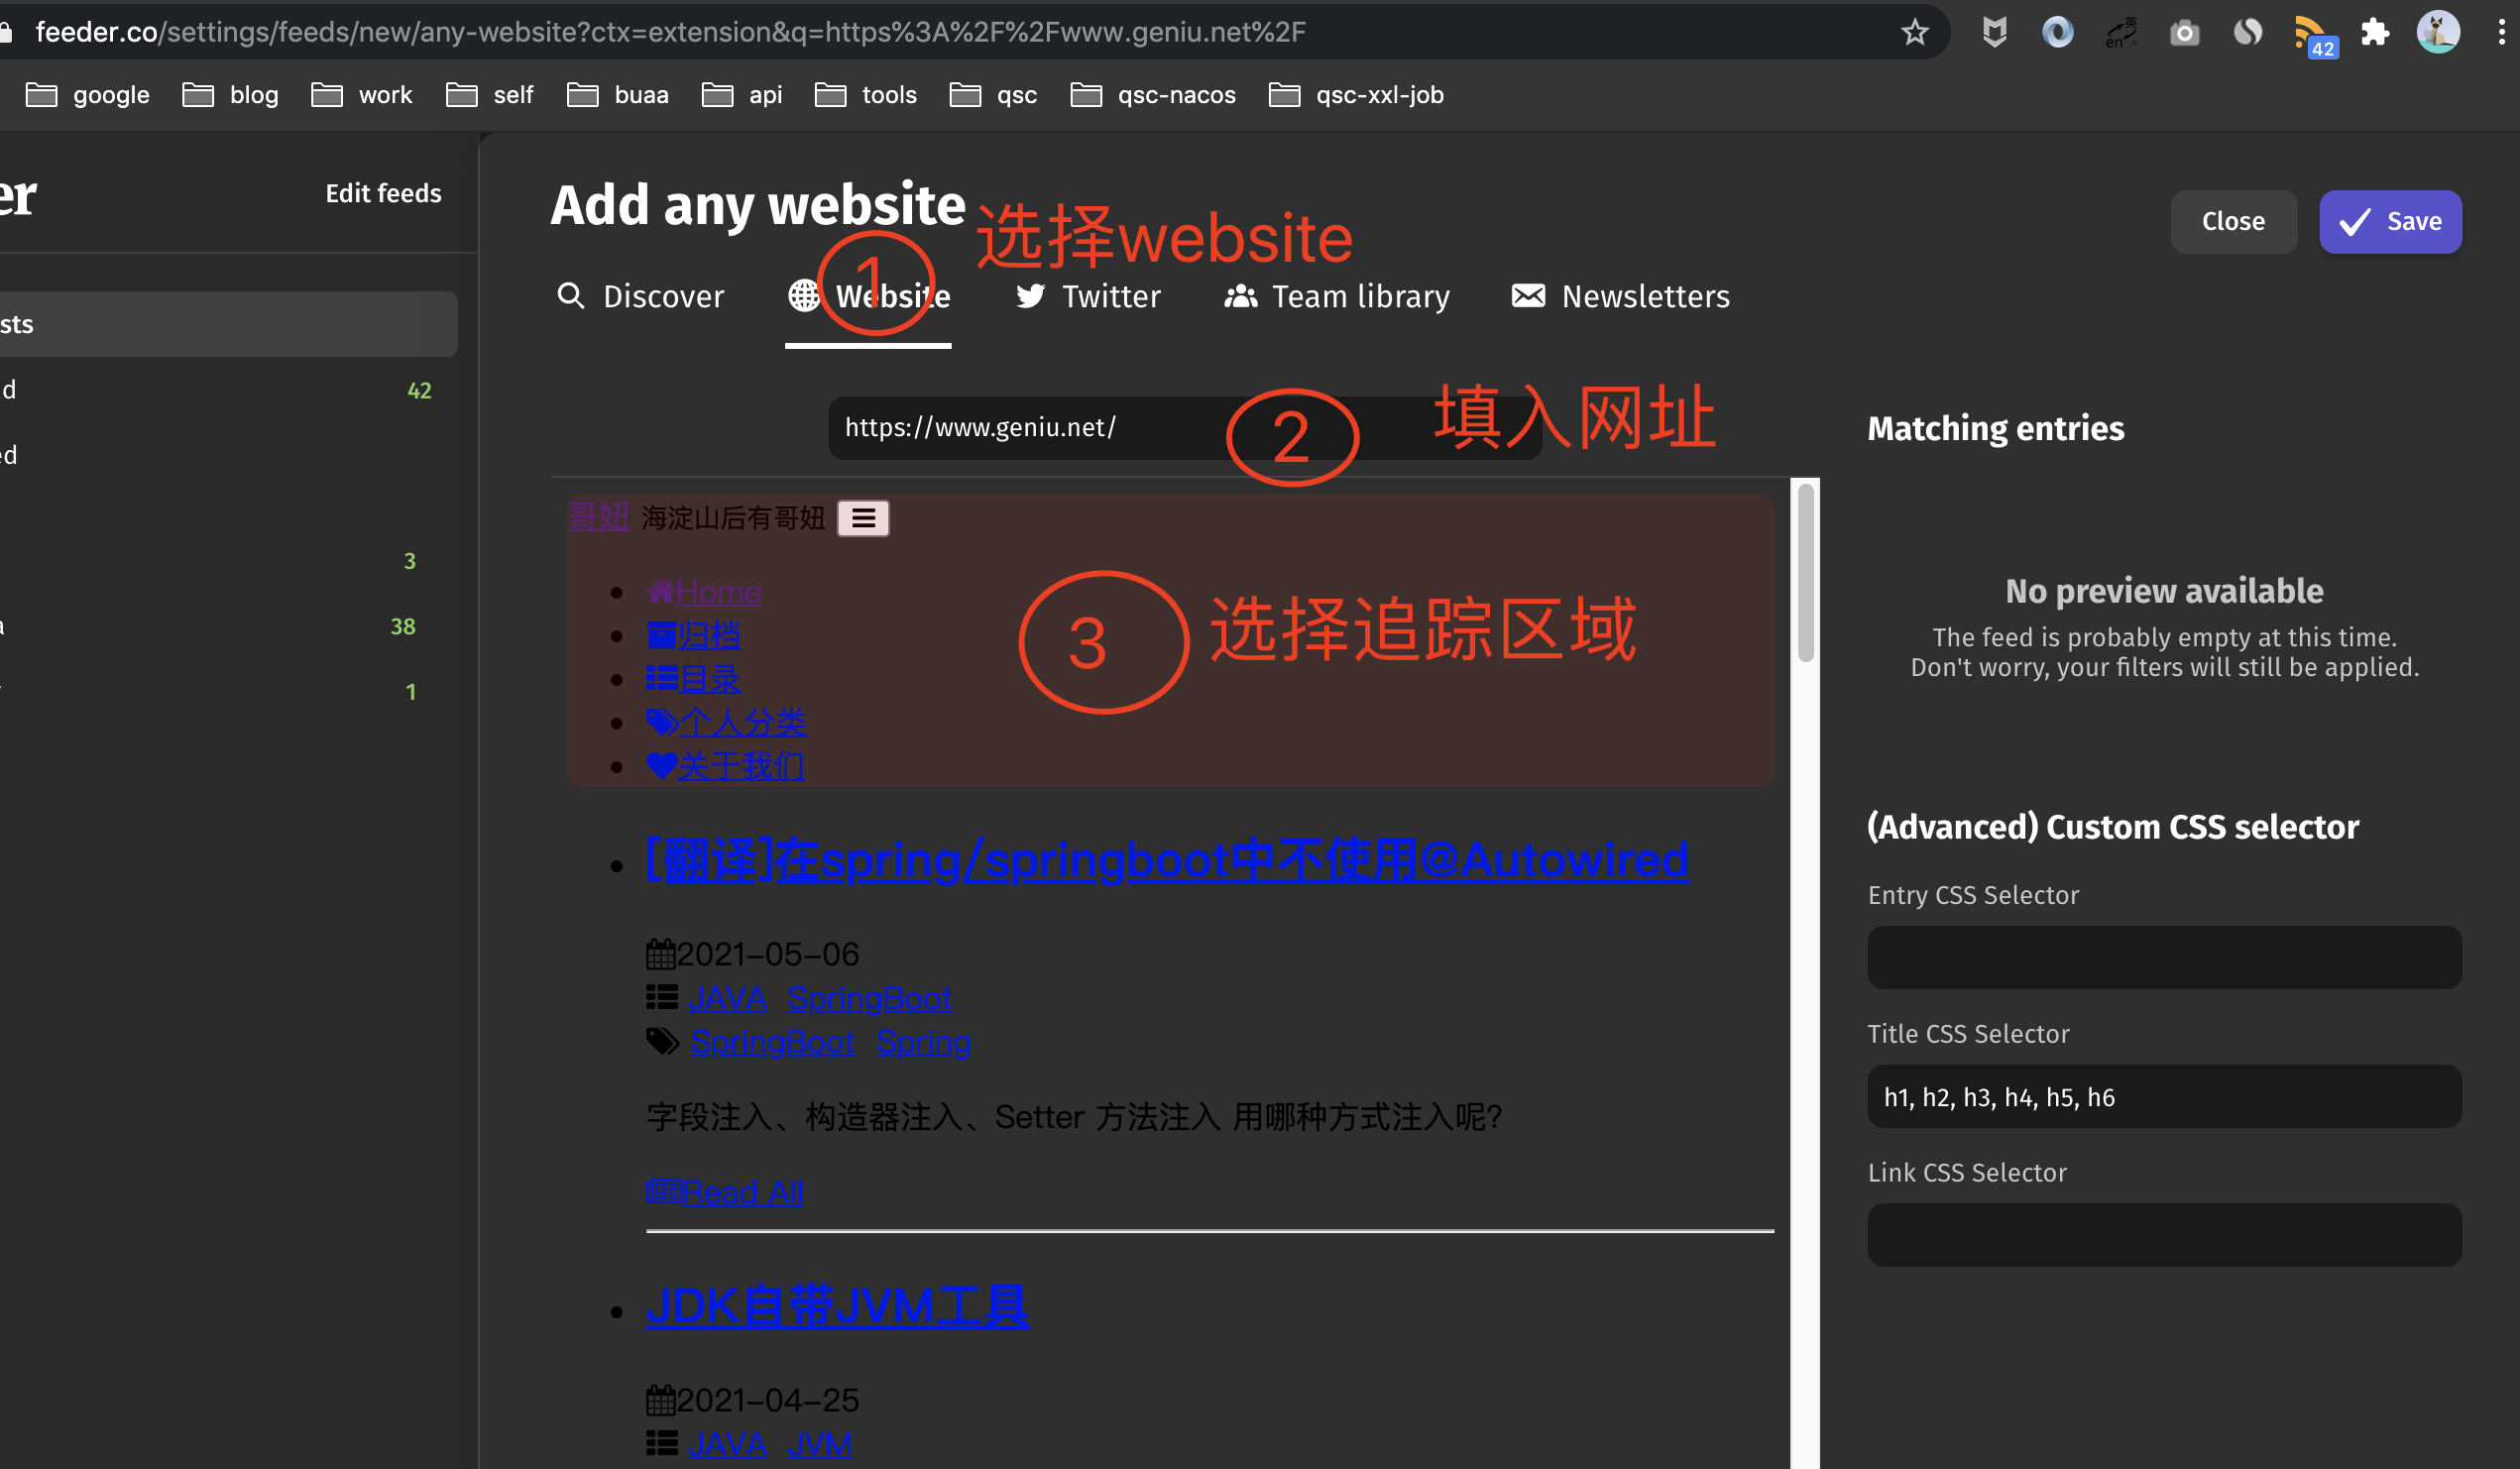 feeder.co/settings/feeds/new/any-website?ctx=extension&q=https%3A%2F%2Fwww.geniu.net%2F
英
en
42
google blog work self buaa api tools qsc qsc-nacos qsc-xxl-job
er
Edit feeds
sts
d 42
ed
3
a 38
1
Add any website
选择website
Close
Save
1
Discover Website Twitter Team library Newsletters
https://www.geniu.net/
2
填入网址
哥妞 海淀山后有哥妞
Home
归档
目录
个人分类
关于我们
3
选择追踪区域
[翻译]在spring/springboot中不使用@Autowired
2021-05-06
JAVA SpringBoot
SpringBoot Spring
字段注入、构造器注入、Setter 方法注入 用哪种方式注入呢?
Read All
JDK自带JVM工具
2021-04-25
JAVA JVM
Matching entries
No preview available
The feed is probably empty at this time.
Don't worry, your filters will still be applied.
(Advanced) Custom CSS selector
Entry CSS Selector
Title CSS Selector
h1, h2, h3, h4, h5, h6
Link CSS Selector